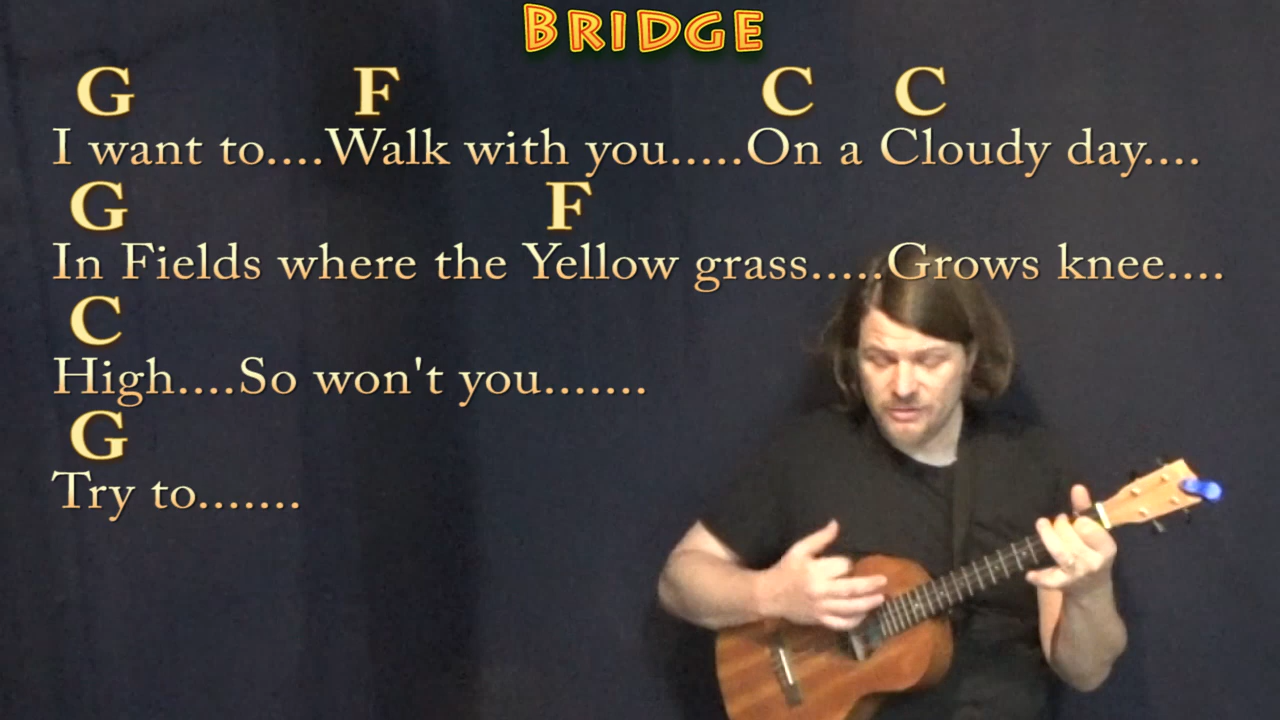 BRIDGE
G F C C
I want to....Walk with you.....On a Cloudy day....
G F
In Fields where the Yellow grass.....Grows knee....
C
High....So won't you.......
G
Try to.......